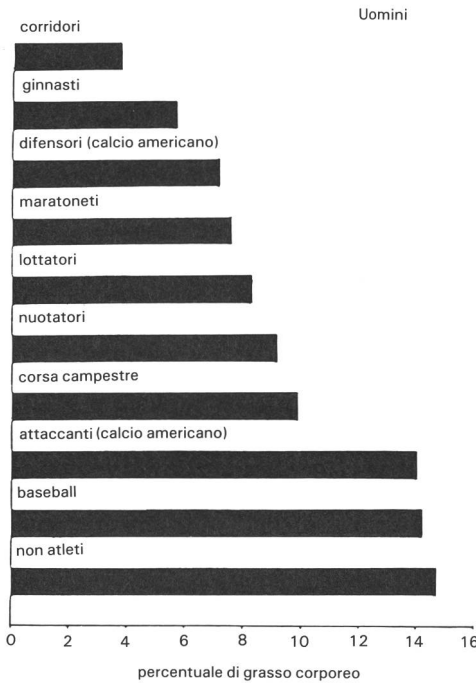 Uomini
corridori
ginnasti
difensori (calcio americano)
maratoneti
lottatori
nuotatori
corsa campestre
attaccanti (calcio americano)
baseball
non atleti
0 2 4 6 8 10 12 14 16
percentuale di grasso corporeo